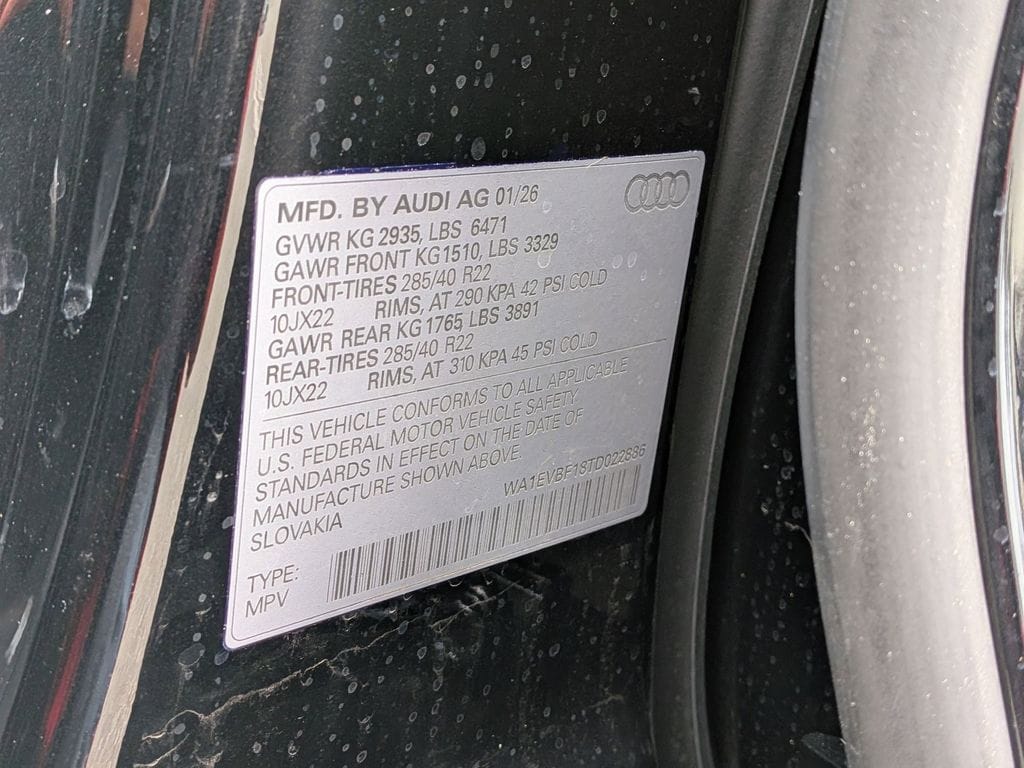 MFD. BY AUDI AG 01/26
GVWR KG 2935, LBS 6471
GAWR FRONT KG 1510, LBS 3329
FRONT-TIRES 285/40 R22
10JX22 RIMS, AT 290 KPA 42 PSI COLD
GAWR REAR KG 1765 LBS 3891
REAR-TIRES 285/40 R22
10JX22 RIMS, AT 310 KPA 45 PSI COLD
THIS VEHICLE CONFORMS TO ALL APPLICABLE
U.S. FEDERAL MOTOR VEHICLE SAFETY
STANDARDS IN EFFECT ON THE DATE OF
MANUFACTURE SHOWN ABOVE.
SLOVAKIA
WA1EVBF18TD022886
TYPE:
MPV